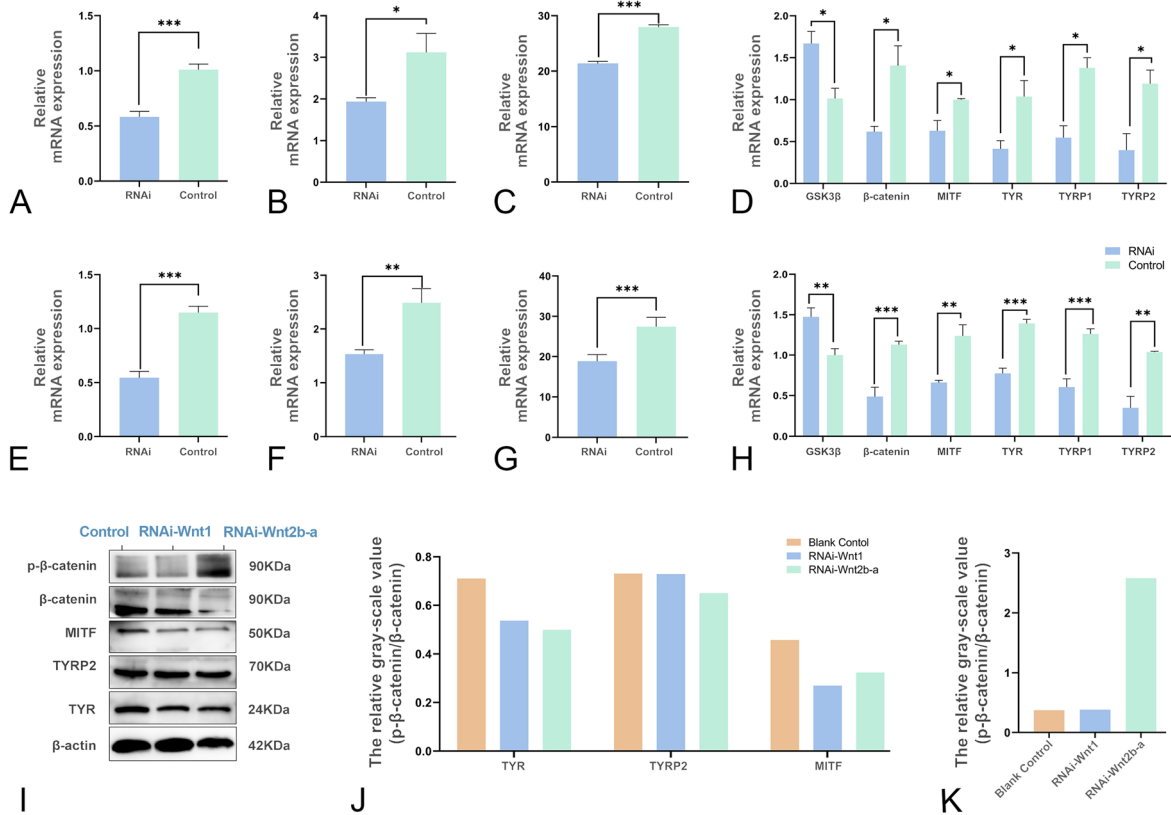 Relative
mRNA expression
1.5
1.0
0.5
0.0
***
RNAi
Control
A
Relative
mRNA expression
4
3
2
1
0
*
RNAi
Control
B
Relative
mRNA expression
30
20
10
0
***
RNAi
Control
C
Relative
mRNA expression
2.0
1.5
1.0
0.5
0.0
*
*
*
*
*
*
GSK3β
β-catenin
MITF
TYR
TYRP1
TYRP2
D
Relative
mRNA expression
1.5
1.0
0.5
0.0
***
RNAi
Control
E
Relative
mRNA expression
3
2
1
0
**
RNAi
Control
F
Relative
mRNA expression
40
30
20
10
0
***
RNAi
Control
G
RNAi
Control
Relative
mRNA expression
2.0
1.5
1.0
0.5
0.0
**
***
**
***
***
**
GSK3β
β-catenin
MITF
TYR
TYRP1
TYRP2
H
Control RNAi-Wnt1 RNAi-Wnt2b-a
p-β-catenin 90KDa
β-catenin 90KDa
MITF 50KDa
TYRP2 70KDa
TYR 24KDa
β-actin 42KDa
I
The relative gray-scale value
(p-β-catenin/β-catenin)
0.8
0.6
0.4
0.2
0.0
Blank Contol
RNAi-Wnt1
RNAi-Wnt2b-a
TYR
TYRP2
MITF
J
The relative gray-scale value
(p-β-catenin/β-catenin)
3
2
1
0
Blank Control
RNAi-Wnt1
RNAi-Wnt2b-a
K